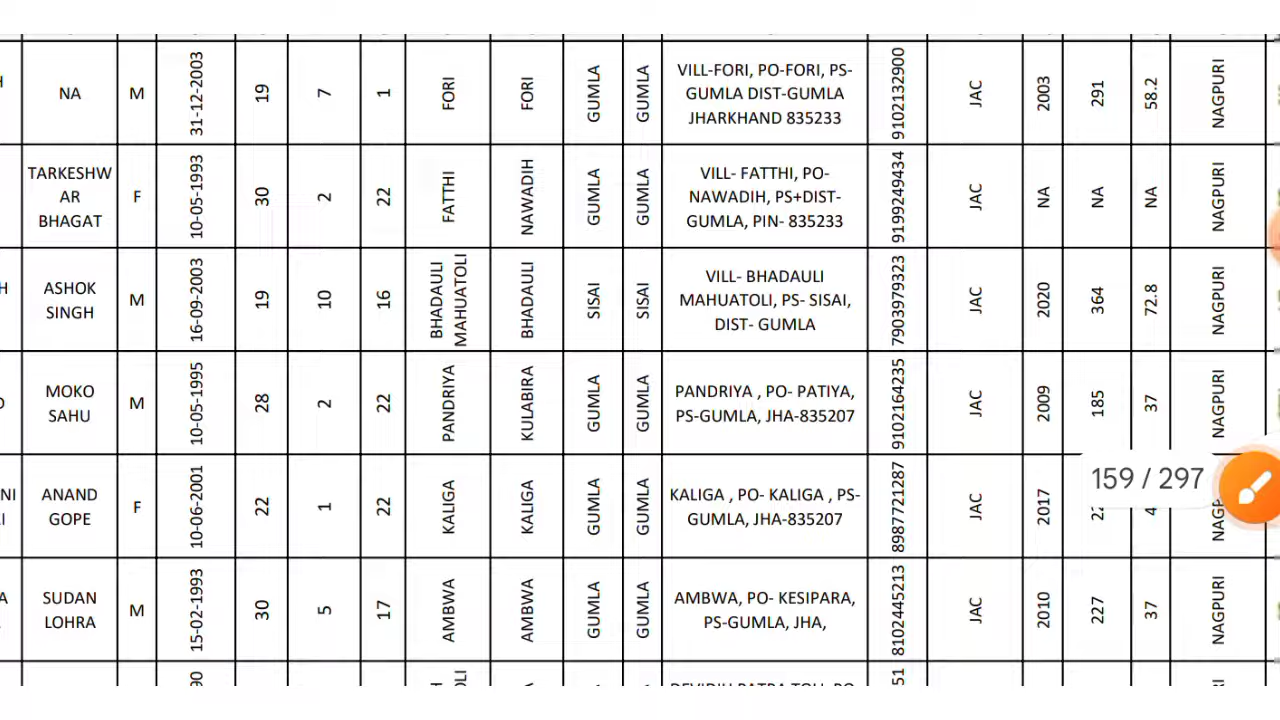 NA M 31-12-2003 19 7 1 FORI FORI GUMLA GUMLA VILL-FORI, PO-FORI, PS- GUMLA DIST-GUMLA JHARKHAND 835233 9102132900 JAC 2003 291 58.2 NAGPURI
TARKESHW AR BHAGAT F 10-05-1993 30 2 22 FATTHI NAWADIH GUMLA GUMLA VILL- FATTHI, PO- NAWADIH, PS+DIST- GUMLA, PIN- 835233 9199249434 JAC NA NA NA NAGPURI
ASHOK SINGH M 16-09-2003 19 10 16 BHADAULI MAHUATOLI BHADAULI SISAI SISAI VILL- BHADAULI MAHUATOLI, PS- SISAI, DIST- GUMLA 7903979323 JAC 2020 364 72.8 NAGPURI
MOKO SAHU M 10-05-1995 28 2 22 PANDRIYA KULABIRA GUMLA GUMLA PANDRIYA , PO- PATIYA, PS-GUMLA, JHA-835207 9102164235 JAC 2009 185 37 NAGPURI
159 / 297
ANAND GOPE F 10-06-2001 22 1 22 KALIGA KALIGA GUMLA GUMLA KALIGA , PO- KALIGA , PS- GUMLA, JHA-835207 8987721287 JAC 2017
SUDAN LOHRA M 15-02-1993 30 5 17 AMBWA AMBWA GUMLA GUMLA AMBWA, PO- KESIPARA, PS-GUMLA, JHA, 8102445213 JAC 2010 227 37 NAGPURI